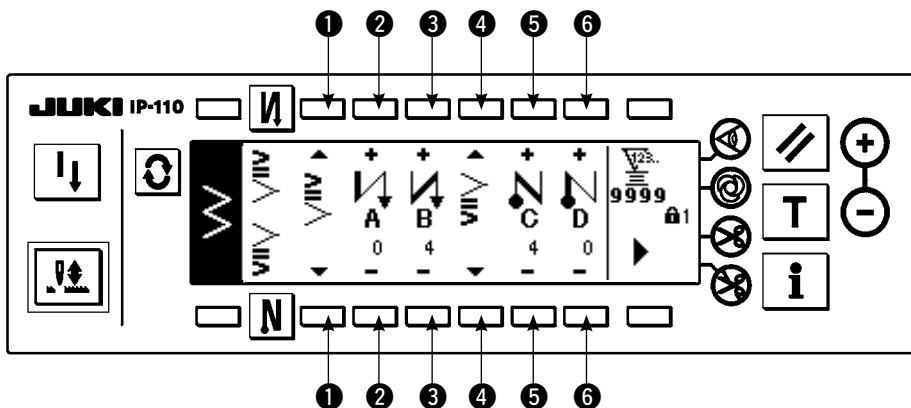 ❶ ❷ ❸ ❹ ❺ ❻
JUKI IP-110
+ + + +
A B C D
0 4 4 0
− − − −
123..
9999
1
+
T
−
i
❶ ❷ ❸ ❹ ❺ ❻